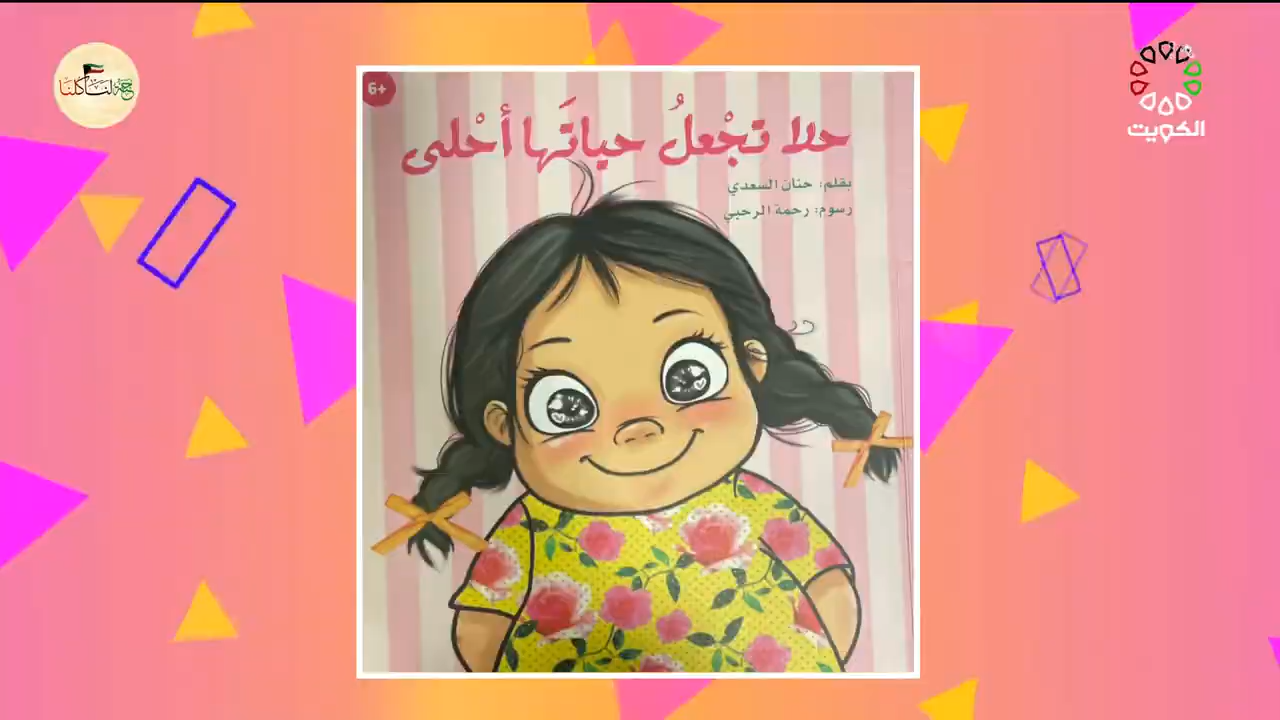 6+
حلا تجْعلُ حياتَها أحْلى
بقلم: حنان السعدي
رسوم: رحمة الرحبي
الكويت